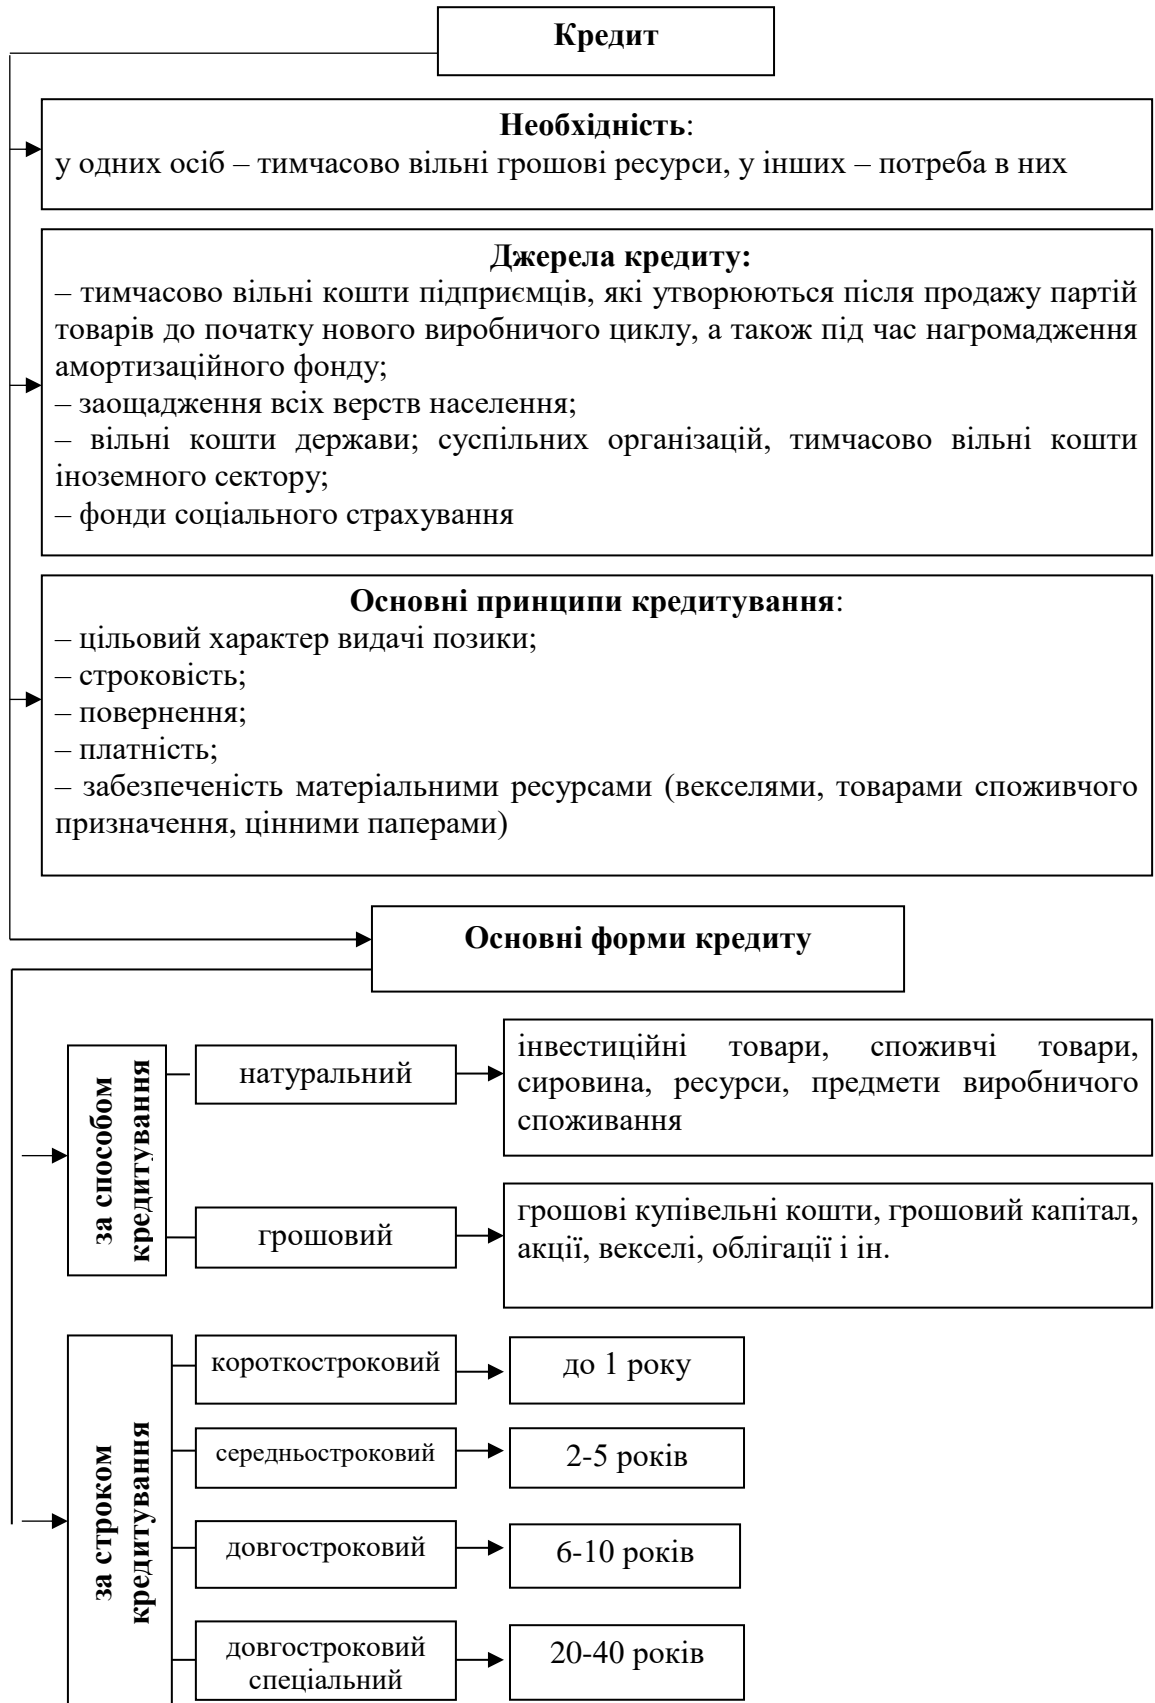 Кредит
Необхідність:
у одних осіб – тимчасово вільні грошові ресурси, у інших – потреба в них
Джерела кредиту:
– тимчасово вільні кошти підприємців, які утворюються після продажу партій
товарів до початку нового виробничого циклу, а також під час нагромадження
амортизаційного фонду;
– заощадження всіх верств населення;
– вільні кошти держави; суспільних організацій, тимчасово вільні кошти
іноземного сектору;
– фонди соціального страхування
Основні принципи кредитування:
– цільовий характер видачі позики;
– строковість;
– повернення;
– платність;
– забезпеченість матеріальними ресурсами (векселями, товарами споживчого
призначення, цінними паперами)
Основні форми кредиту
за способом
кредитування
натуральний
інвестиційні товари, споживчі товари,
сировина, ресурси, предмети виробничого
споживання
грошовий
грошові купівельні кошти, грошовий капітал,
акції, векселі, облігації і ін.
за строком
кредитування
короткостроковий
до 1 року
середньостроковий
2-5 років
довгостроковий
6-10 років
довгостроковий
спеціальний
20-40 років